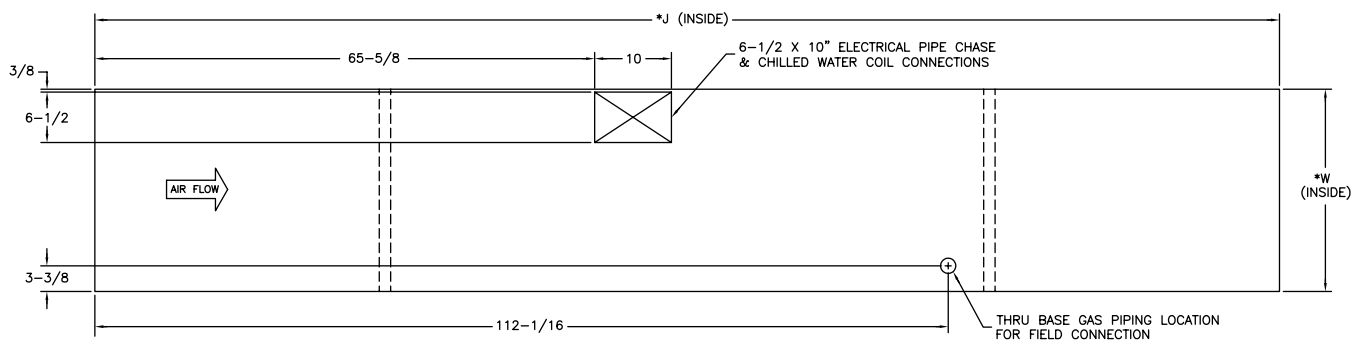 *J (INSIDE)
65-5/8
10
6-1/2 X 10" ELECTRICAL PIPE CHASE
& CHILLED WATER COIL CONNECTIONS
3/8
6-1/2
AIR FLOW
*W
(INSIDE)
3-3/8
112-1/16
THRU BASE GAS PIPING LOCATION
FOR FIELD CONNECTION